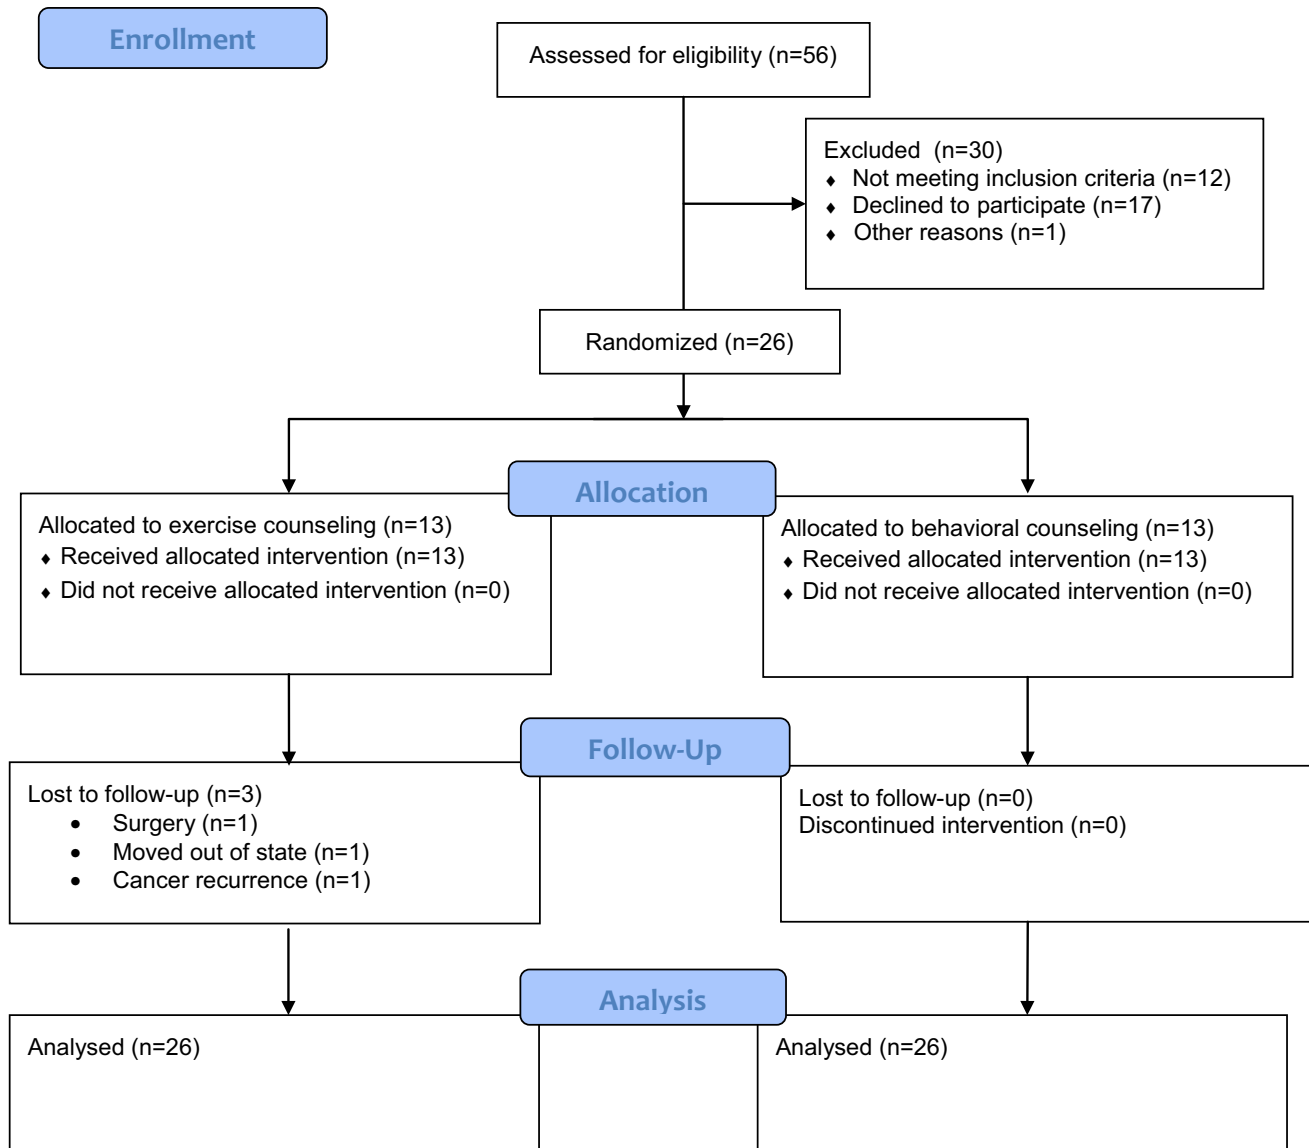 Enrollment
Assessed for eligibility (n=56)
Excluded  (n=30)
♦ Not meeting inclusion criteria (n=12)
♦ Declined to participate (n=17)
♦ Other reasons (n=1)
Randomized (n=26)
Allocation
Allocated to exercise counseling (n=13)
♦ Received allocated intervention (n=13)
♦ Did not receive allocated intervention (n=0)
Allocated to behavioral counseling (n=13)
♦ Received allocated intervention (n=13)
♦ Did not receive allocated intervention (n=0)
Follow-Up
Lost to follow-up (n=3)
• Surgery (n=1)
• Moved out of state (n=1)
• Cancer recurrence (n=1)
Lost to follow-up (n=0)
Discontinued intervention (n=0)
Analysis
Analysed (n=26)
Analysed (n=26)